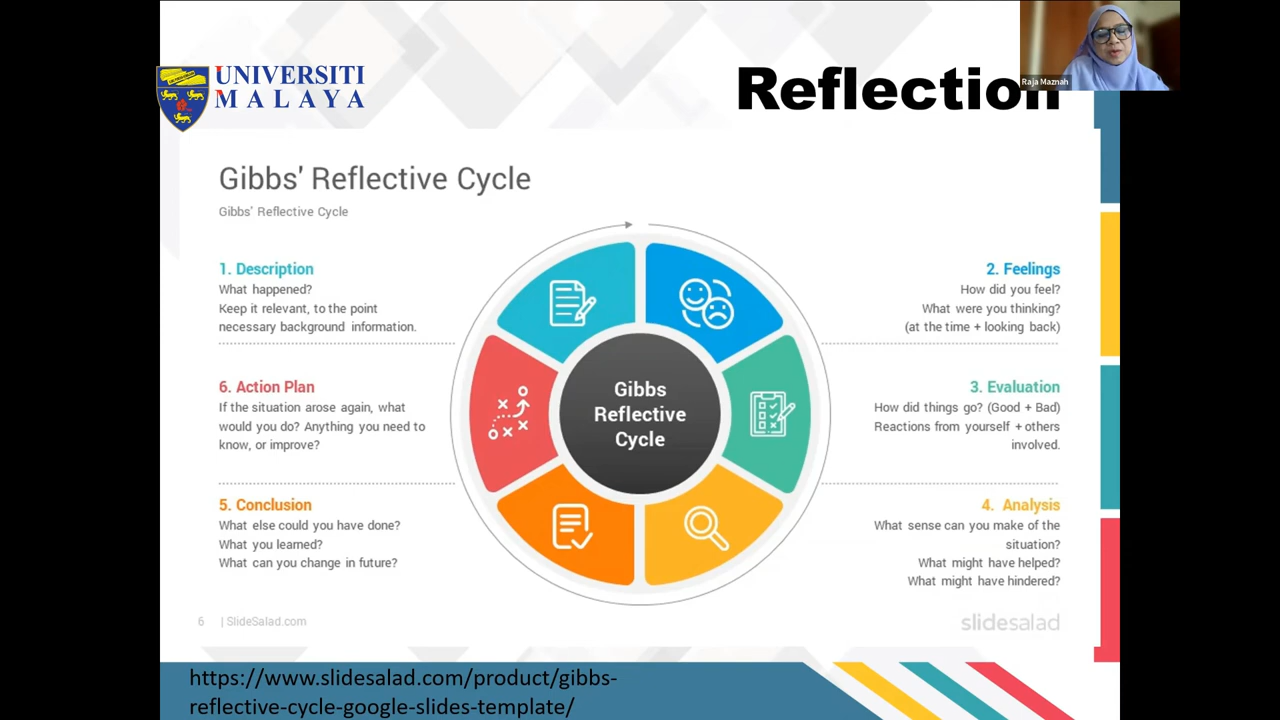 UNIVERSITI
MALAYA
Reflection
Raja Maznah
Gibbs' Reflective Cycle
Gibbs' Reflective Cycle
1. Description
What happened?
Keep it relevant, to the point
necessary background information.
2. Feelings
How did you feel?
What were you thinking?
(at the time + looking back)
6. Action Plan
If the situation arose again, what
would you do? Anything you need to
know, or improve?
Gibbs
Reflective
Cycle
3. Evaluation
How did things go? (Good + Bad)
Reactions from yourself + others
involved.
5. Conclusion
What else could you have done?
What you learned?
What can you change in future?
4. Analysis
What sense can you make of the
situation?
What might have helped?
What might have hindered?
6 | SlideSalad.com
slidesalad
https://www.slidesalad.com/product/gibbs-
reflective-cycle-google-slides-template/